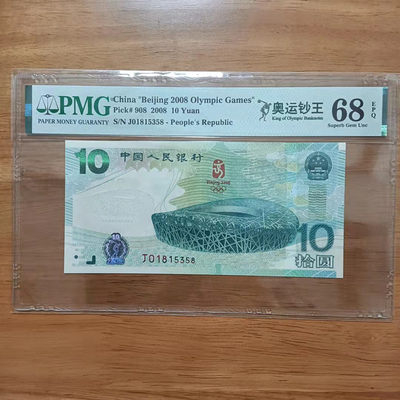 PMG
PAPER MONEY GUARANTY
China "Beijing 2008 Olympic Games"
Pick# 908 2008 10 Yuan
S/N J01815358 - People's Republic
奥运钞王
King of Olympic Banknotes
68
EPQ
Superb Gem Unc
10
中国人民银行
Beijing 2008
J01815358
10
拾圆